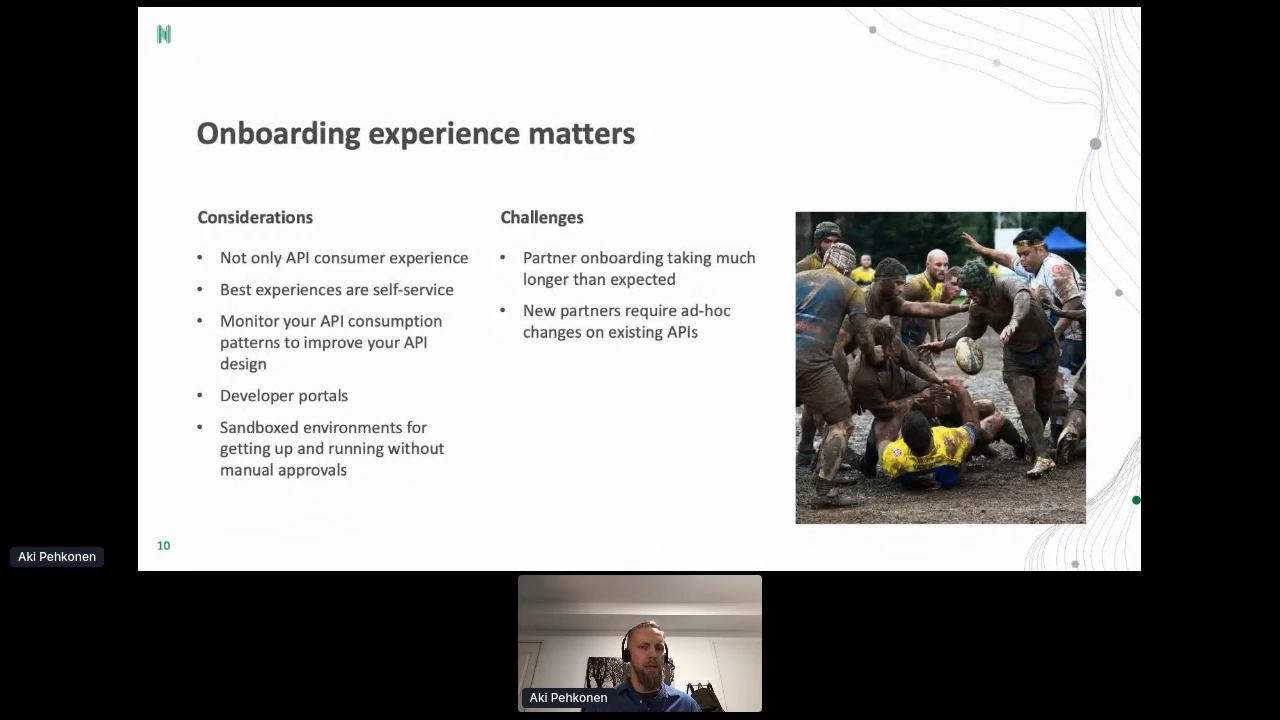 Onboarding experience matters
Considerations
• Not only API consumer experience
• Best experiences are self-service
• Monitor your API consumption
patterns to improve your API
design
• Developer portals
• Sandboxed environments for
getting up and running without
manual approvals
Challenges
• Partner onboarding taking much
longer than expected
• New partners require ad-hoc
changes on existing APIs
10
Aki Pehkonen
Aki Pehkonen